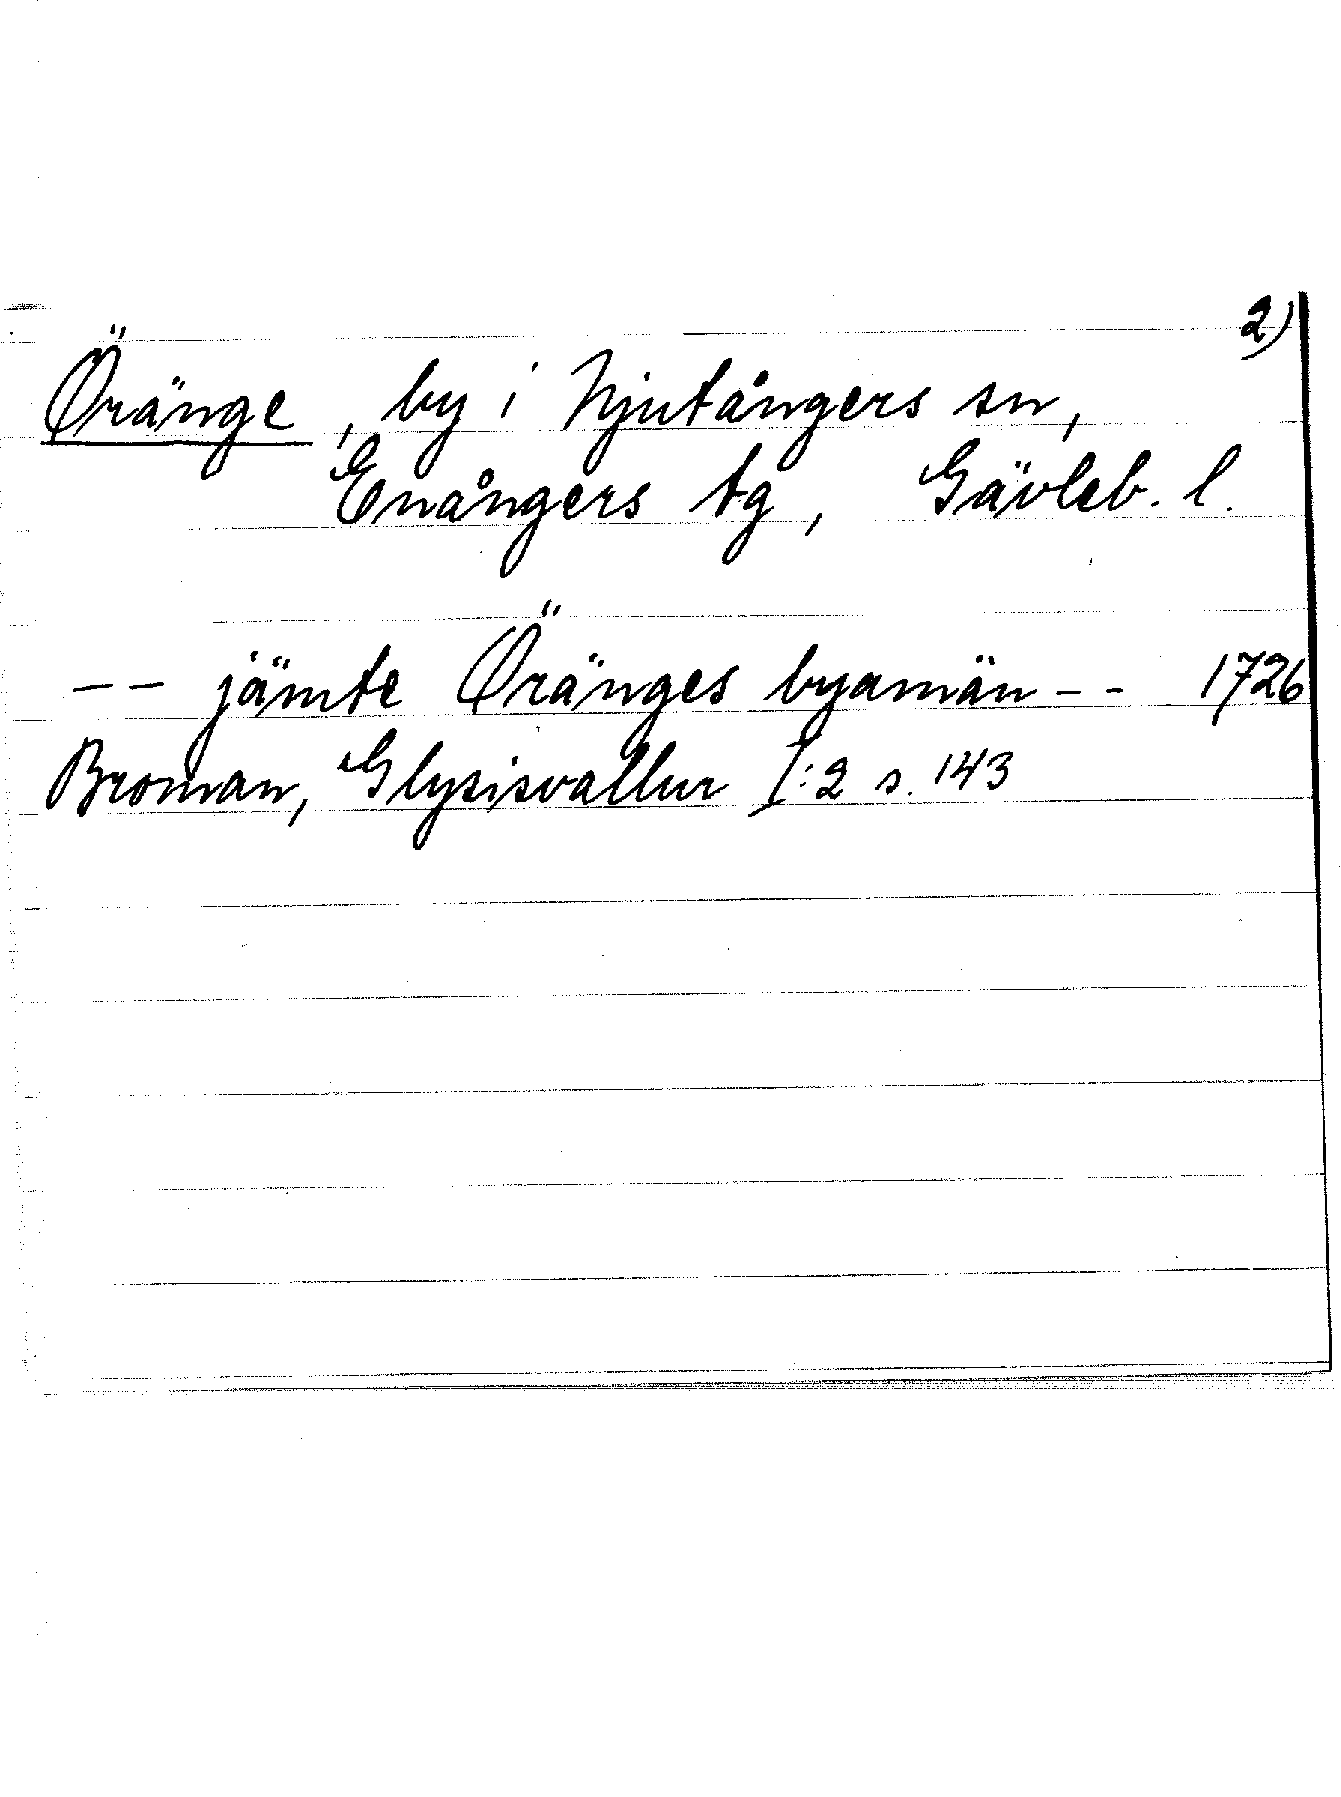 2)
Öränge, by i Njutångers sn,
Enångers tg, Gävleb. l.
-- jämte Öränges byamän -- 1726
Broman, Glysisvallur I:2 s. 143